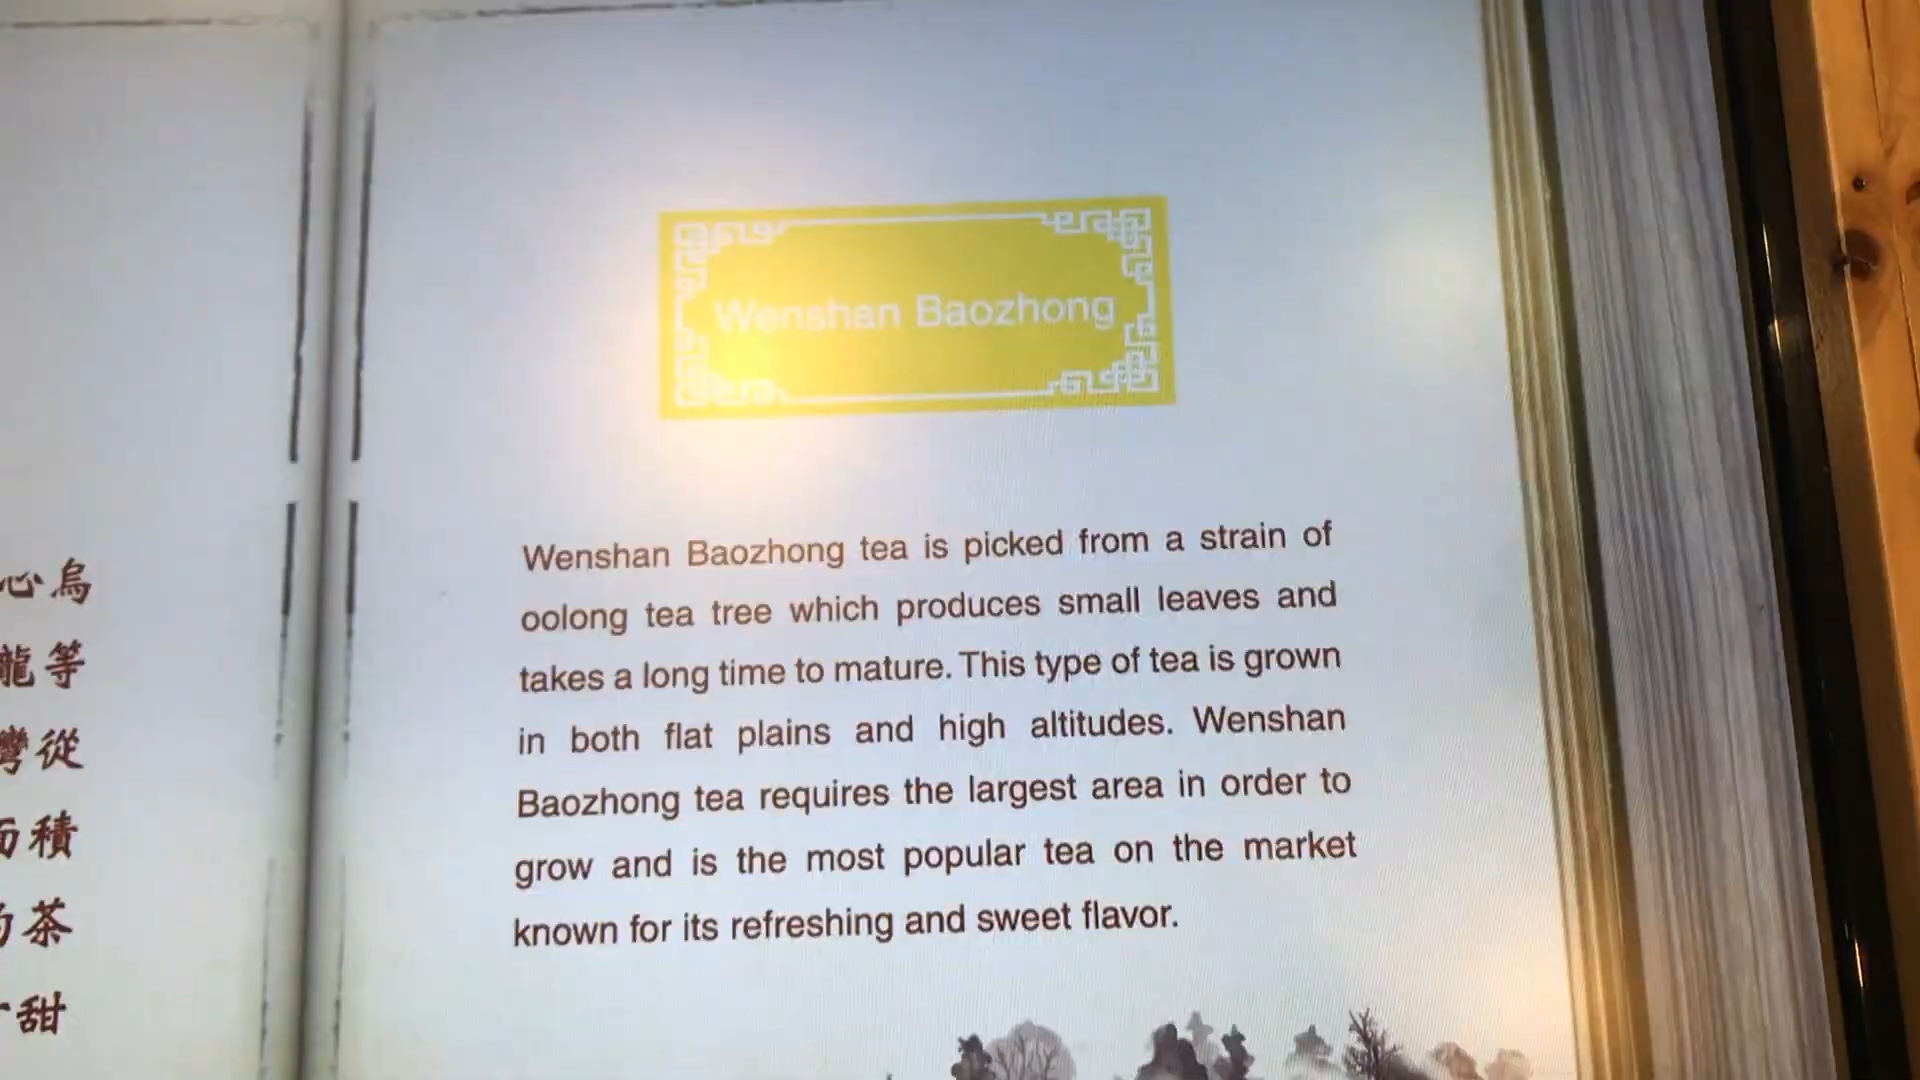 心烏
龍等
灣從
面積
的茶
甜
Wenshan Baozhong
Wenshan Baozhong tea is picked from a strain of
oolong tea tree which produces small leaves and
takes a long time to mature. This type of tea is grown
in both flat plains and high altitudes. Wenshan
Baozhong tea requires the largest area in order to
grow and is the most popular tea on the market
known for its refreshing and sweet flavor.